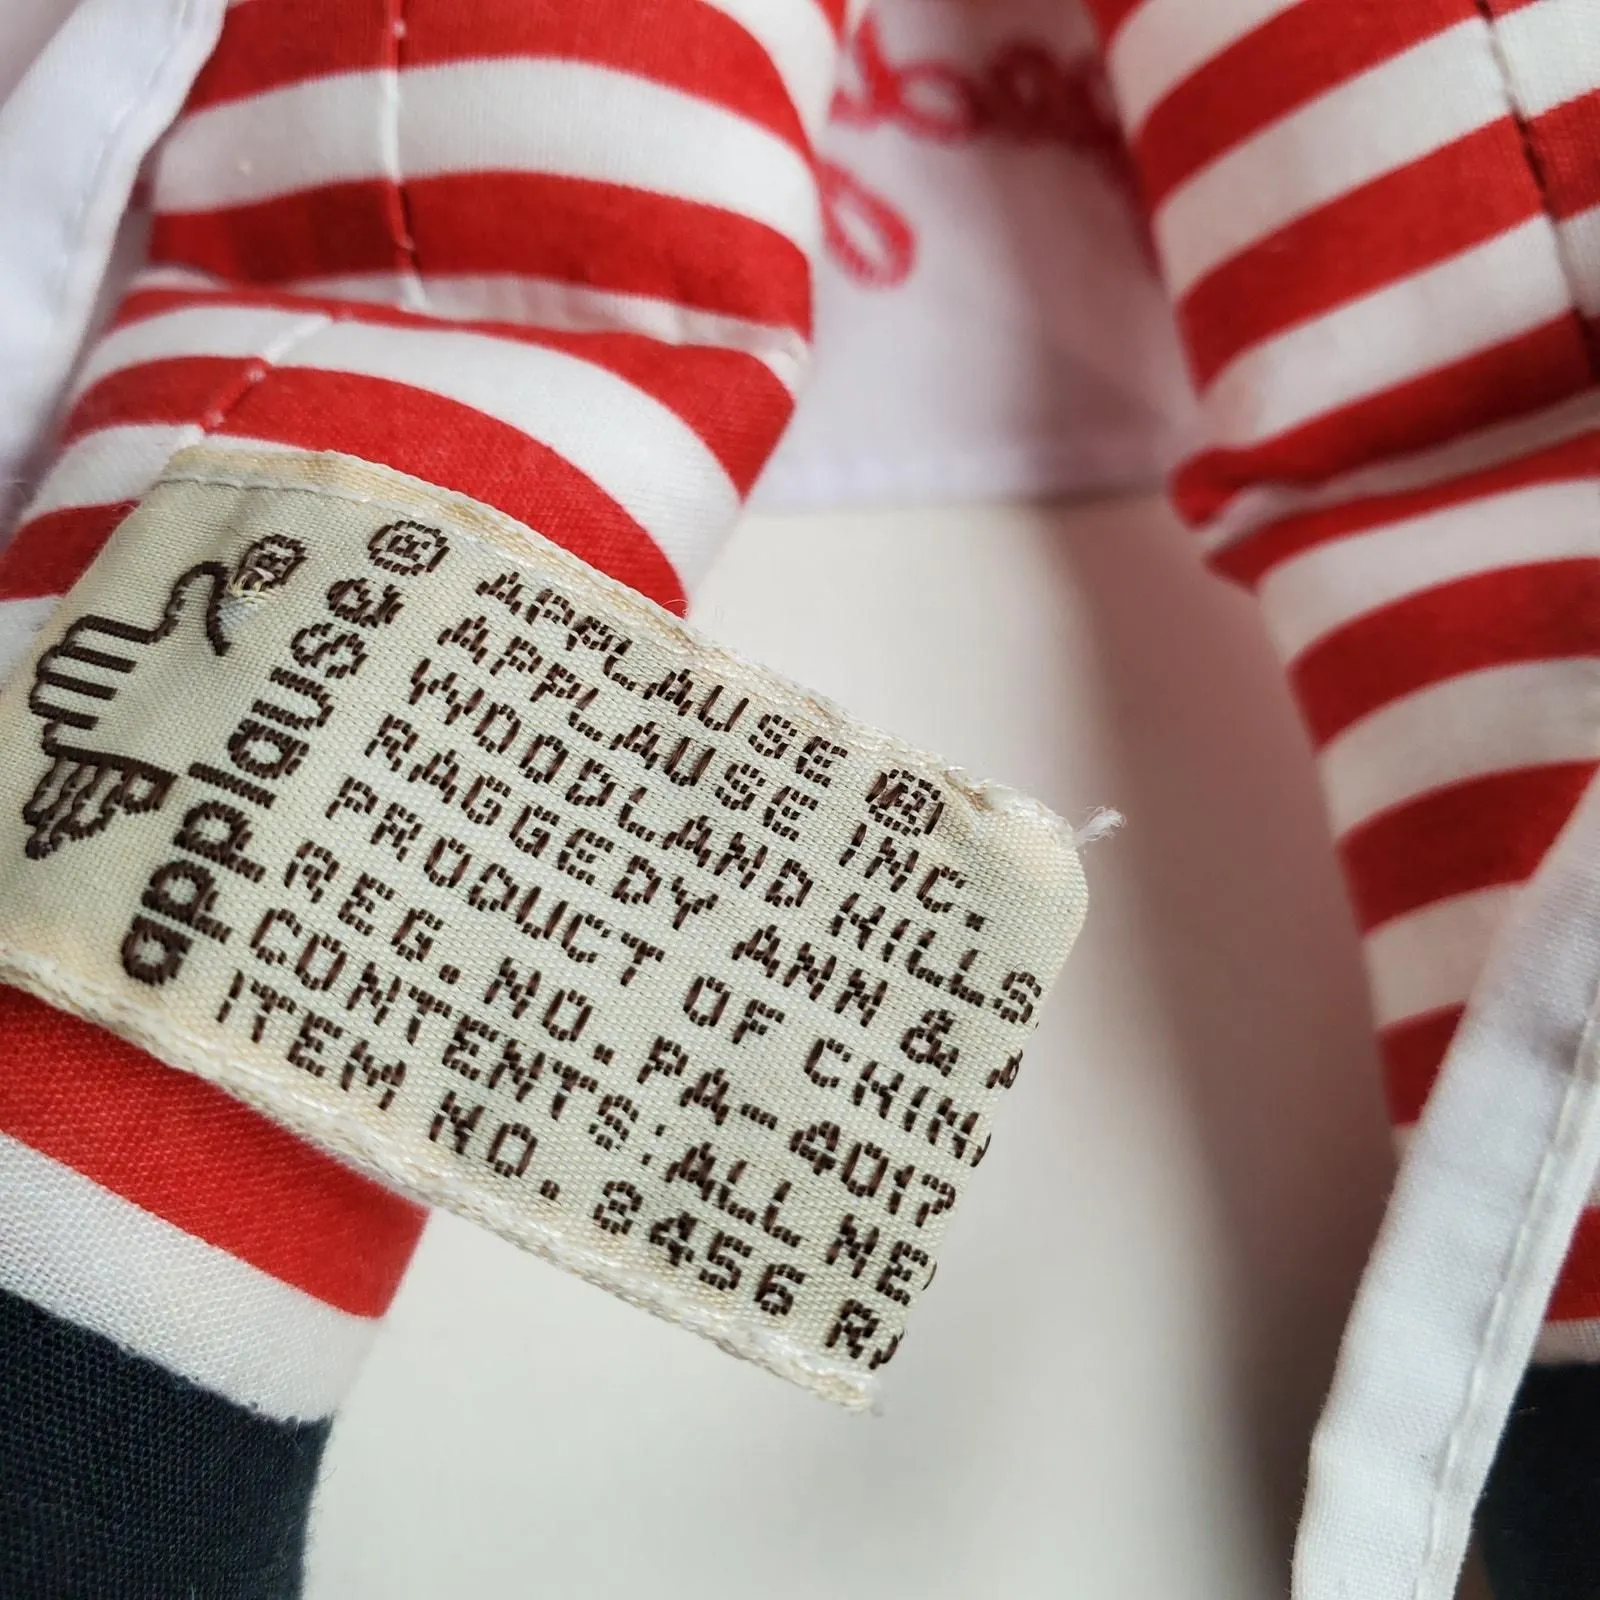 ®
applause®
APPLAUSE ®
APPLAUSE INC.
WOODLAND HILLS
RAGGEDY ANN &
PRODUCT OF CHIN
REG. NO. PA-401?
CONTENTS: ALL NE
ITEM NO. 8456